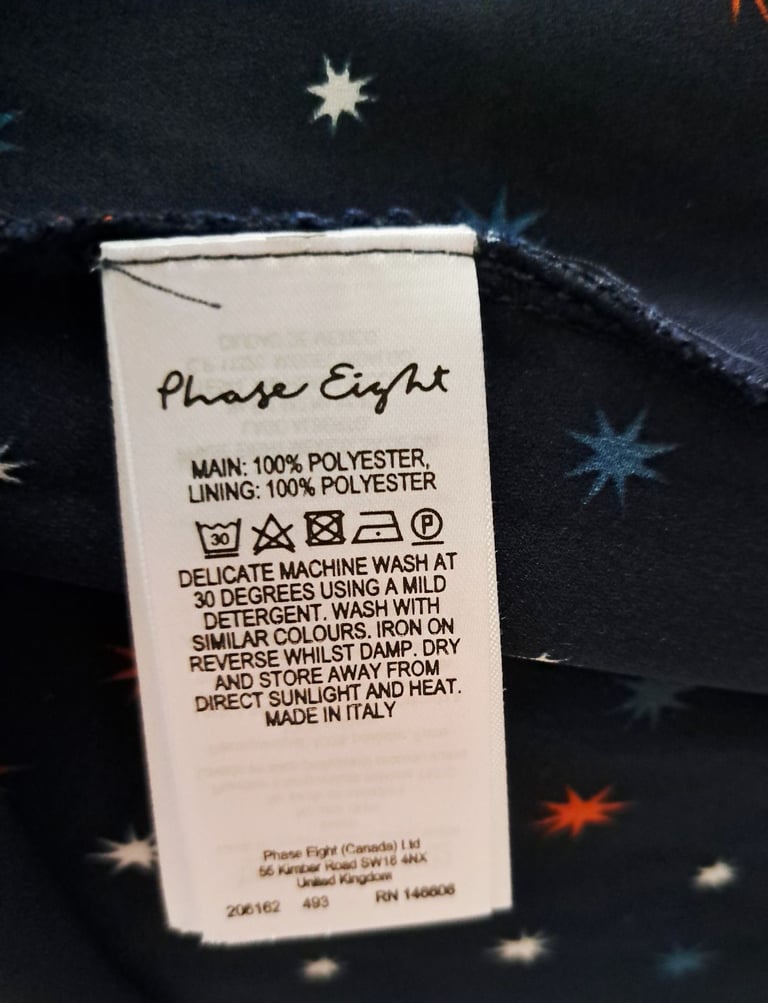 Phase Eight
MAIN: 100% POLYESTER,
LINING: 100% POLYESTER
30 P
DELICATE MACHINE WASH AT
30 DEGREES USING A MILD
DETERGENT. WASH WITH
SIMILAR COLOURS. IRON ON
REVERSE WHILST DAMP. DRY
AND STORE AWAY FROM
DIRECT SUNLIGHT AND HEAT.
MADE IN ITALY
Phase Eight (Canada) Ltd
55 Kimber Road SW18 4NX
United Kingdom
206162 493 RN 146606